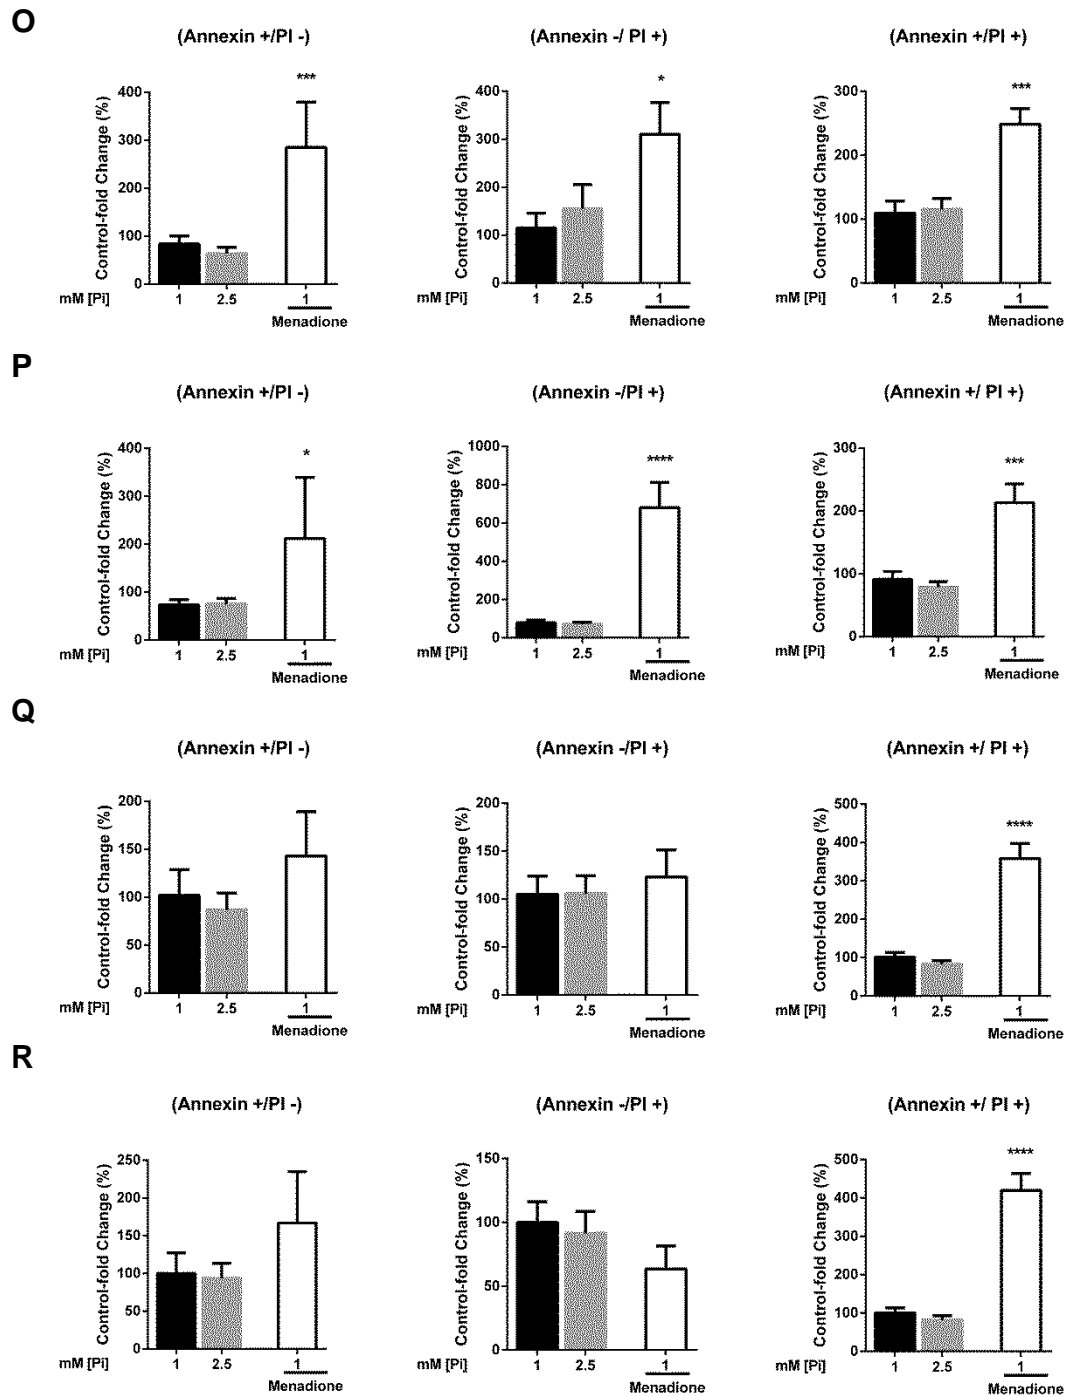 O
(Annexin +/PI -)
(Annexin -/ PI +)
(Annexin +/PI +)
Control-fold Change (%)
500
400
300
200
100
0
***
mM [Pi]
1
2.5
1
Menadione
Control-fold Change (%)
400
300
200
100
0
*
1
2.5
1
Menadione
Control-fold Change (%)
300
200
100
0
***
mM [Pi]
1
2.5
1
Menadione
P
(Annexin +/PI -)
(Annexin -/PI +)
(Annexin +/ PI +)
Control-fold Change (%)
400
300
200
100
0
*
mM [Pi]
1
2.5
1
Menadione
Control-fold Change (%)
1000
800
600
400
200
0
****
mM [Pi]
1
2.5
1
Menadione
Control-fold Change (%)
300
200
100
0
***
mM [Pi]
1
2.5
1
Menadione
Q
(Annexin +/PI -)
(Annexin -/PI +)
(Annexin +/ PI +)
Control-fold Change (%)
200
150
100
50
0
mM [Pi]
1
2.5
1
Menadione
Control-fold Change (%)
200
150
100
50
0
mM [Pi]
1
2.5
1
Menadione
Control-fold Change (%)
500
400
300
200
100
0
****
mM [Pi]
1
2.5
1
Menadione
R
(Annexin +/PI -)
(Annexin -/PI +)
(Annexin +/ PI +)
Control-fold Change (%)
250
200
150
100
50
0
mM [Pi]
1
2.5
1
Menadione
Control-fold Change (%)
150
100
50
0
mM [Pi]
1
2.5
1
Menadione
Control-fold Change (%)
500
400
300
200
100
0
****
mM [Pi]
1
2.5
1
Menadione